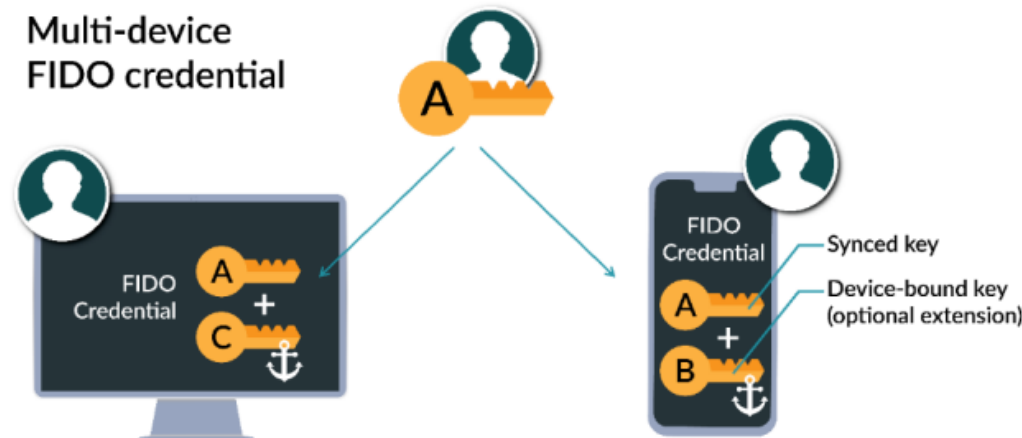 Multi-device
FIDO credential
A
FIDO
Credential
A
+
C
FIDO
Credential
A
+
B
Synced key
Device-bound key
(optional extension)